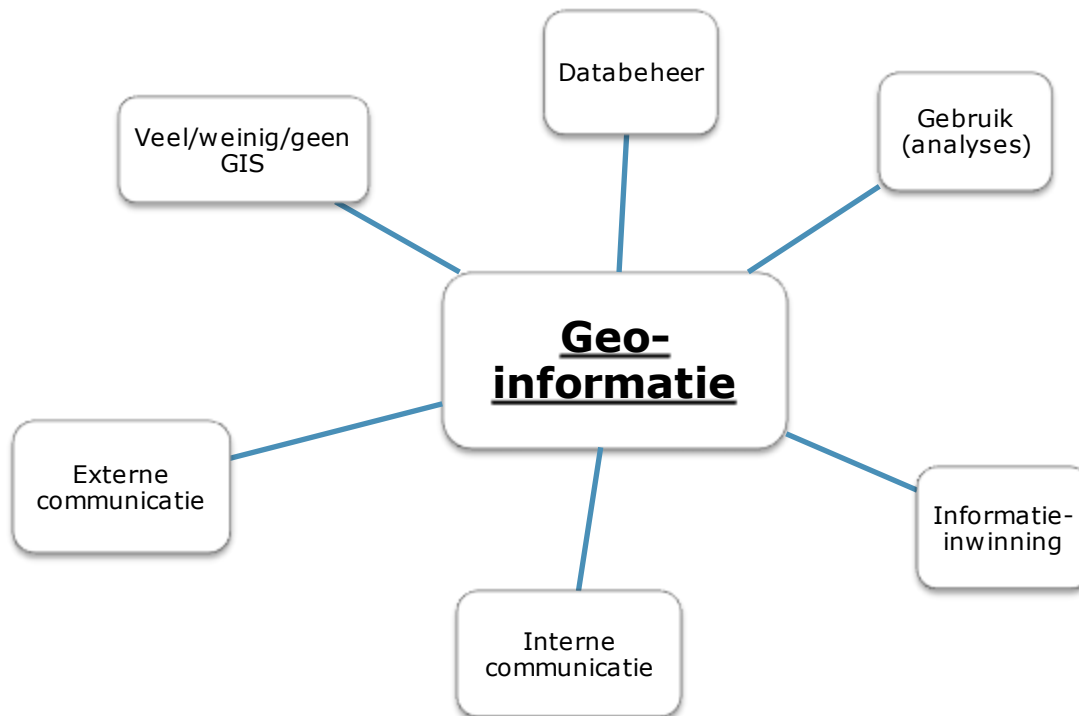 Databeheer
Veel/weinig/geen
GIS
Gebruik
(analyses)
Geo-
informatie
Externe
communicatie
Informatie-
inwinning
Interne
communicatie